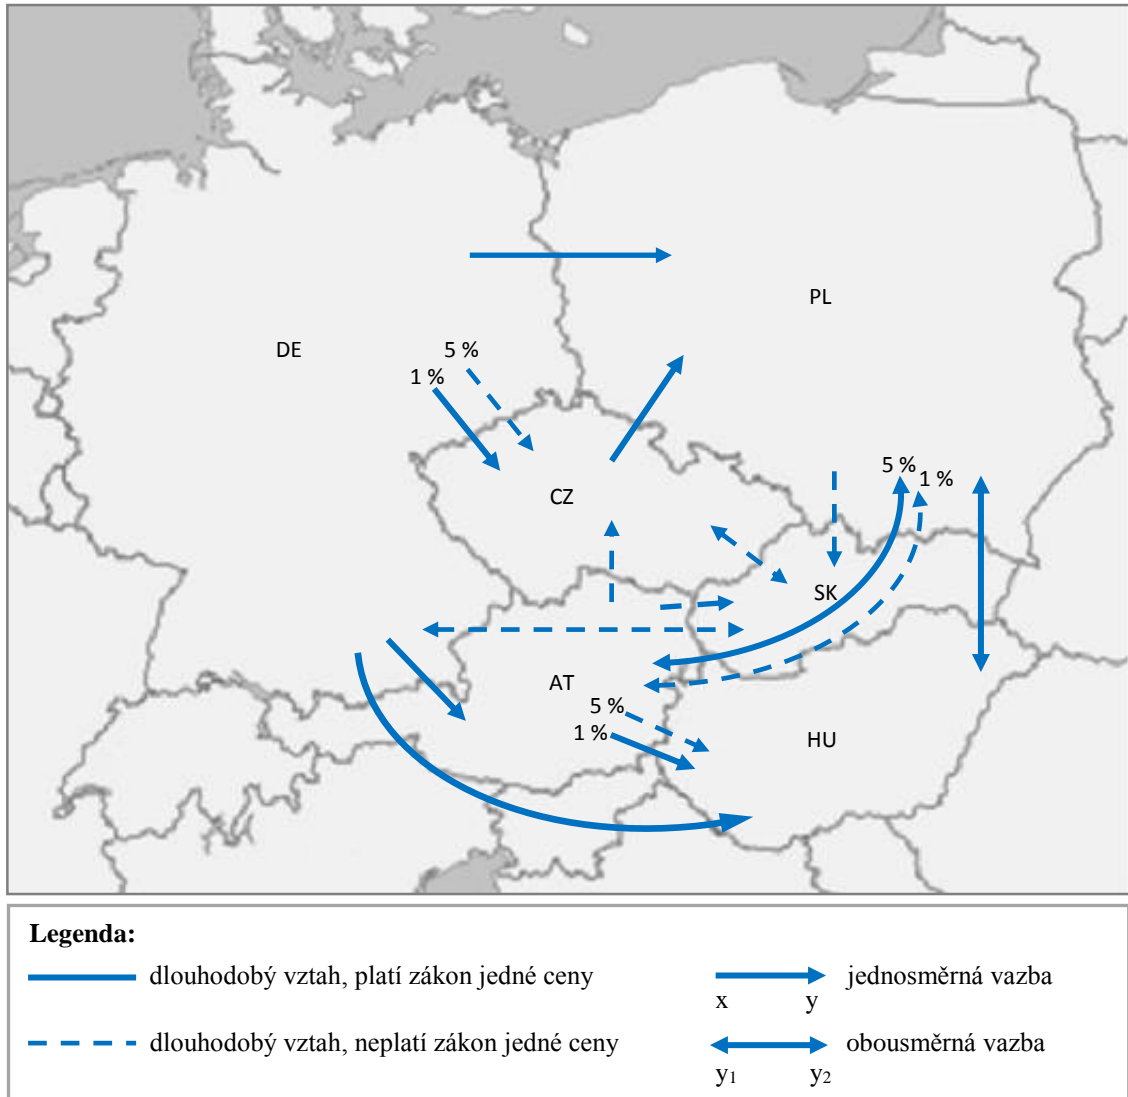 PL
DE
5 %
1 %
5 %
1 %
CZ
SK
AT
5 %
1 %
HU
Legenda:
dlouhodobý vztah, platí zákon jedné ceny
jednosměrná vazba
x y
dlouhodobý vztah, neplatí zákon jedné ceny
obousměrná vazba
y₁ y₂